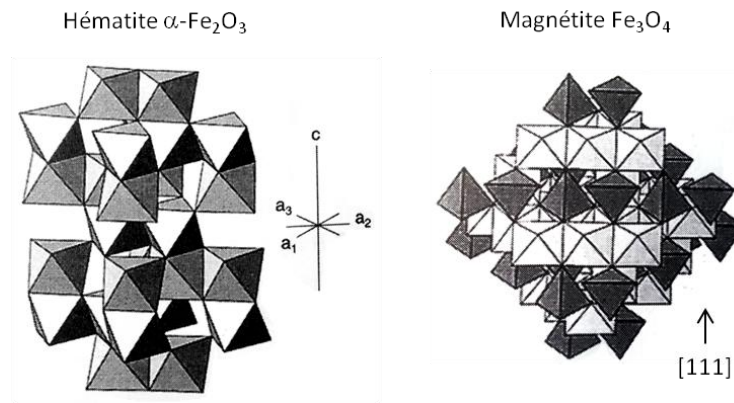 Hématite α-Fe₂O₃
Magnétite Fe₃O₄
c
a₃
a₂
a₁
[111]